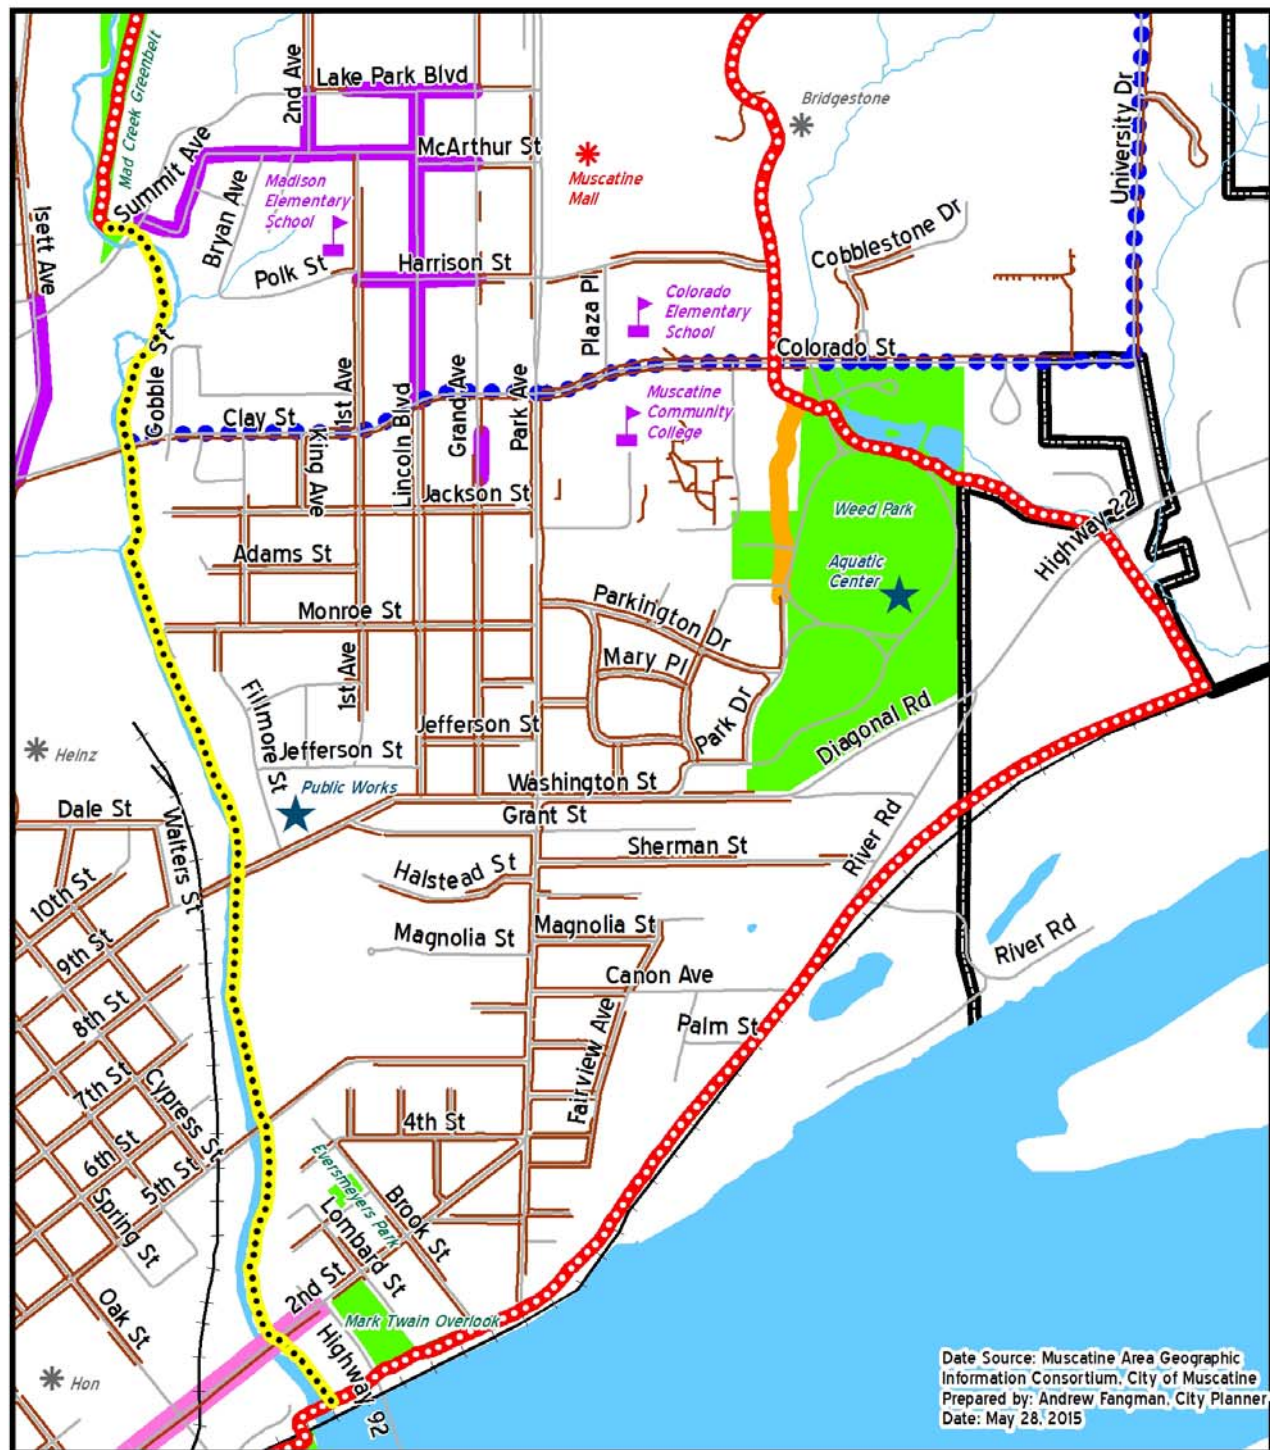 Mad Creek Greenbelt
2nd Ave
Lake Park Blvd
Bridgestone
University Dr
Summit Ave
McArthur St
Muscatine
Mall
Madison
Elementary
School
Bryan Ave
Isett Ave
Polk St
Harrison St
Cobblestone Dr
Plaza Pl
Colorado
Elementary
School
Colorado St
Gobble St
1st Ave
Lincoln Blvd
Grand Ave
Park Ave
Muscatine
Community
College
Clay St
King Ave
Jackson St
Weed Park
Highway 22
Adams St
Aquatic
Center
Monroe St
Parkington Dr
Mary Pl
1st Ave
Fillmore St
Park Dr
Diagonal Rd
Jefferson St
Jefferson St
Heinz
Public Works
Washington St
Dale St
Walters St
Grant St
Sherman St
River Rd
Halstead St
10th St
Magnolia St
Magnolia St
River Rd
9th St
Canon Ave
8th St
Palm St
Fairview Ave
7th St
Cypress St
4th St
6th St
5th St
Eversmeyers Park
Spring St
Brook St
Lombard St
2nd St
Oak St
Mark Twain Overlook
Highway 92
Hon
Date Source: Muscatine Area Geographic
Information Consortium, City of Muscatine
Prepared by: Andrew Fangman, City Planner
Date: May 28, 2015